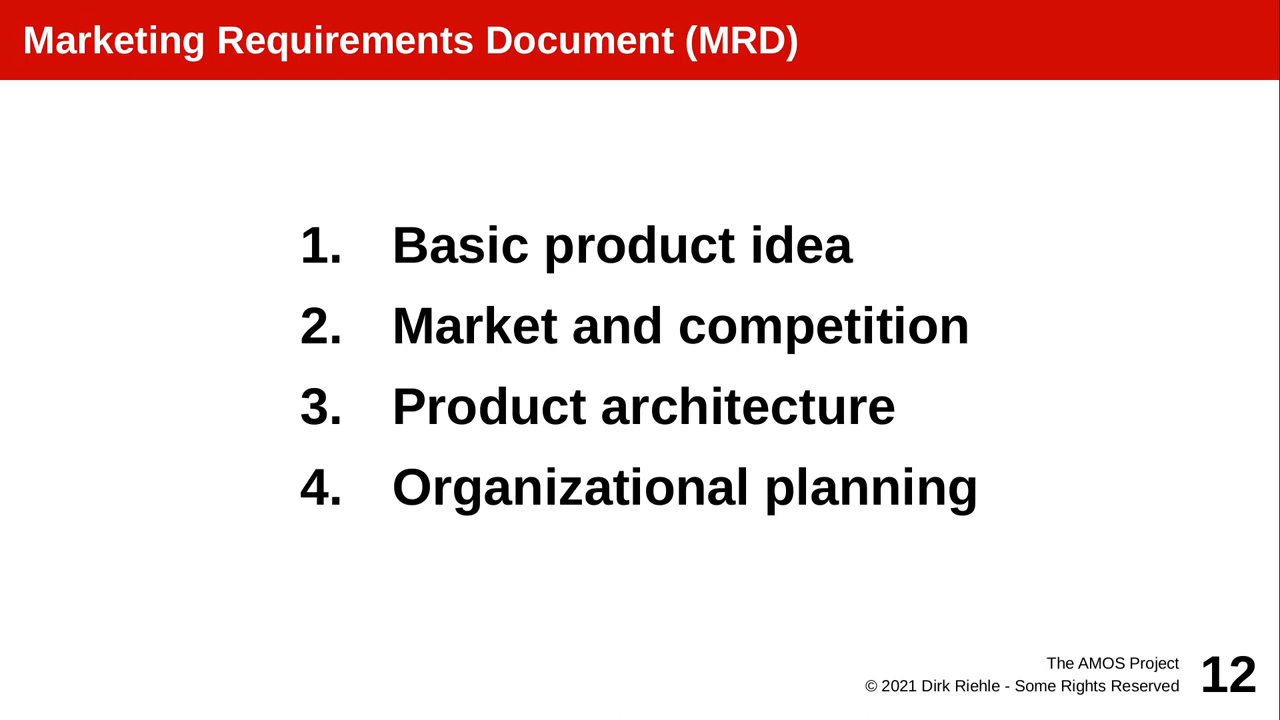 Marketing Requirements Document (MRD)
1. Basic product idea
2. Market and competition
3. Product architecture
4. Organizational planning
The AMOS Project
© 2021 Dirk Riehle - Some Rights Reserved
12